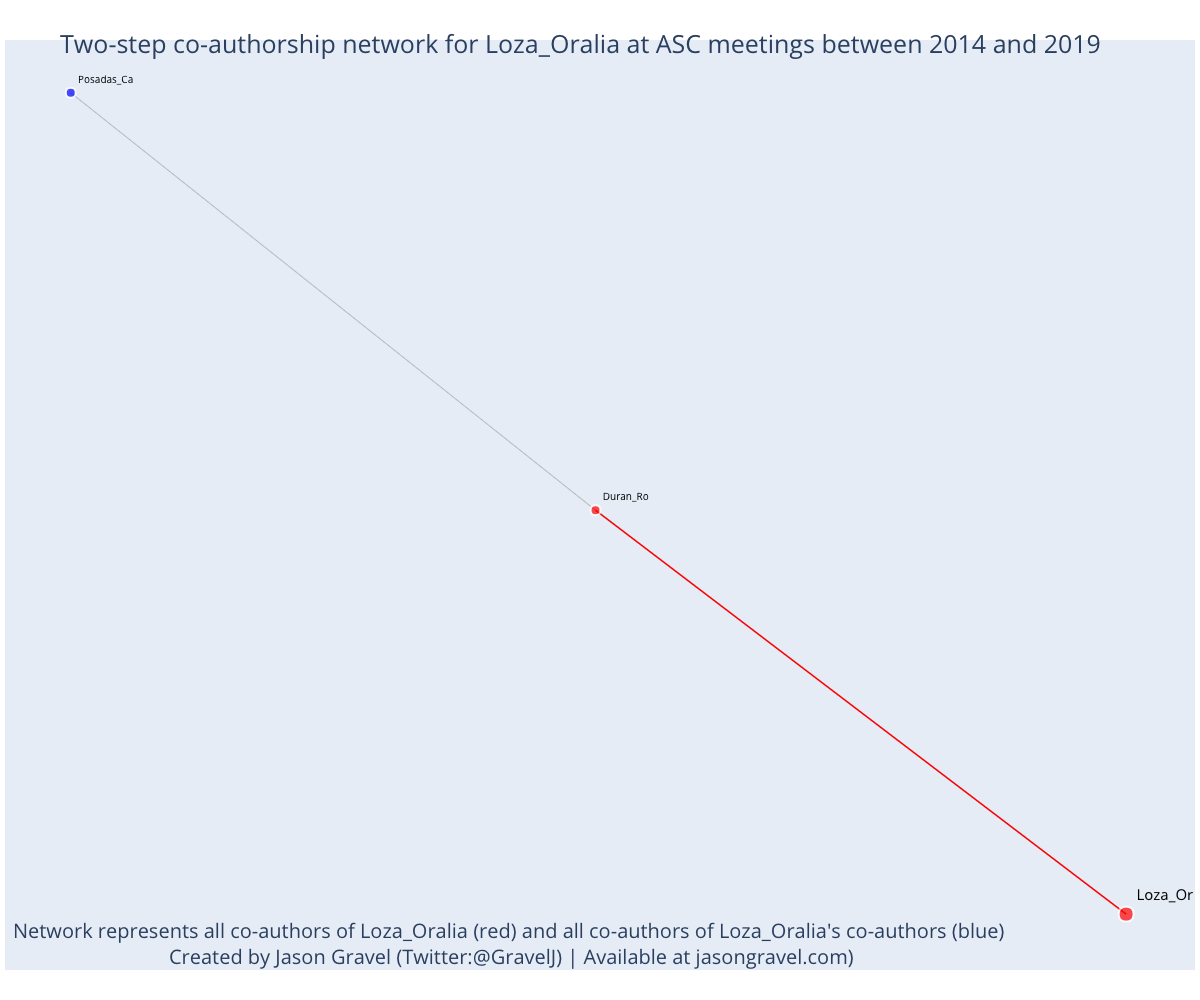 Two-step co-authorship network for Loza_Oralia at ASC meetings between 2014 and 2019
Posadas_Ca
Duran_Ro
Loza_Or
Network represents all co-authors of Loza_Oralia (red) and all co-authors of Loza_Oralia's co-authors (blue)
Created by Jason Gravel (Twitter:@GravelJ) | Available at jasongravel.com)